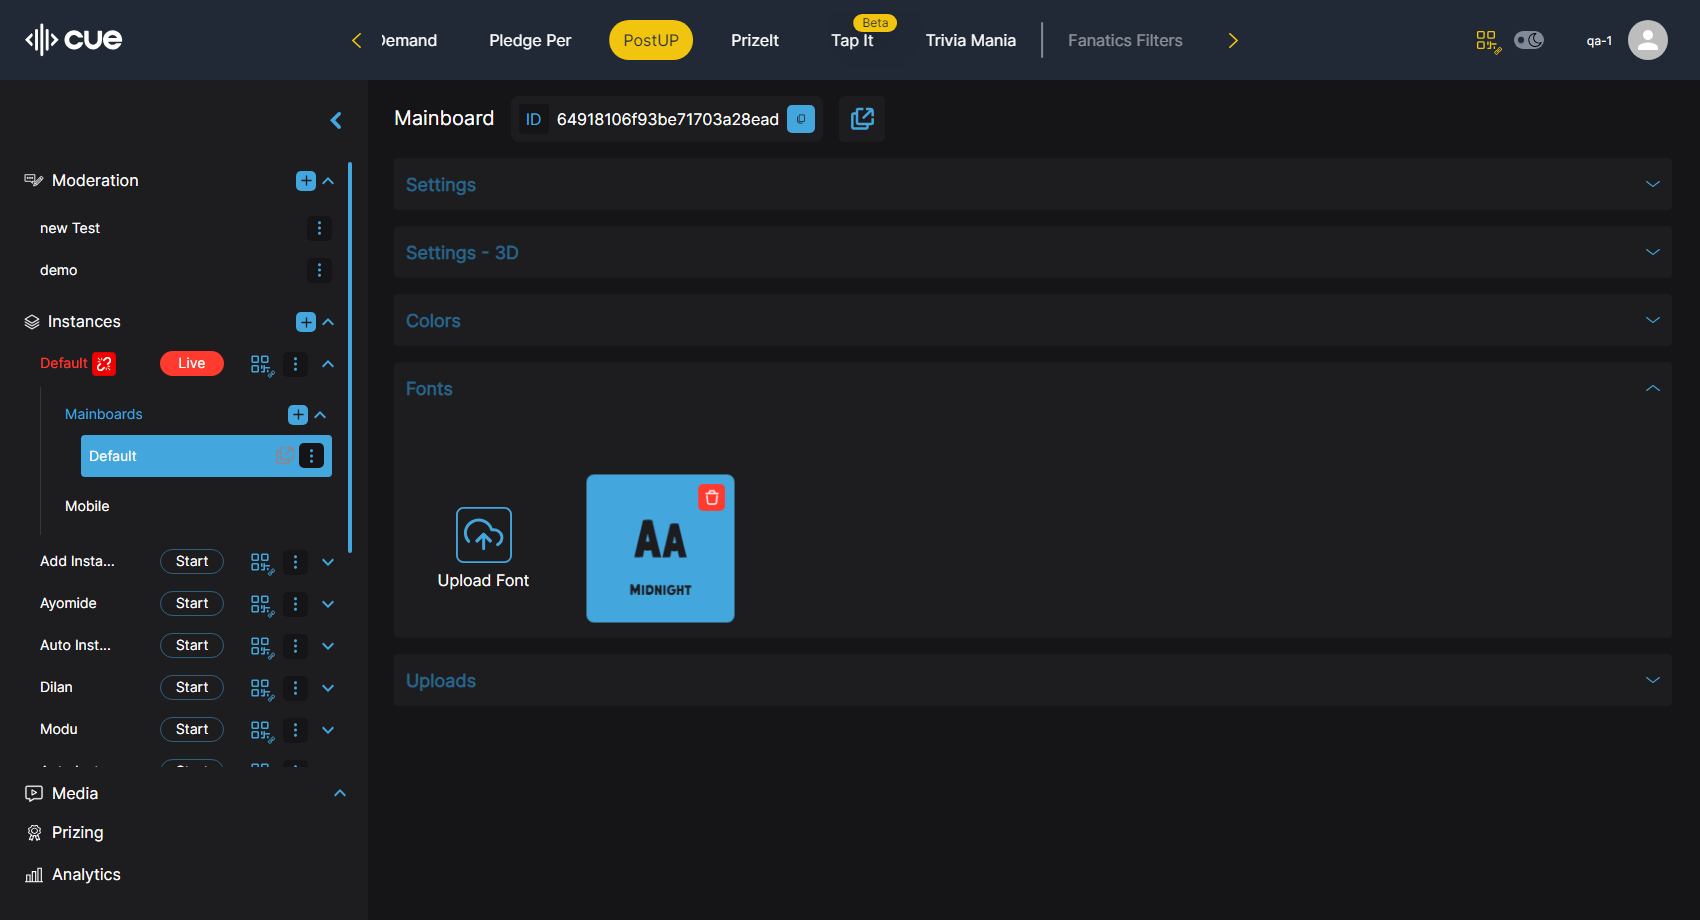 cue
Demand
Pledge Per
PostUP
PrizeIt
Beta
Tap It
Trivia Mania
Fanatics Filters
qa-1
Mainboard
ID 64918106f93be71703a28ead
Moderation
new Test
demo
Instances
Default
Live
Mainboards
Default
Mobile
Add Insta...
Start
Ayomide
Start
Auto Inst...
Start
Dilan
Start
Modu
Start
Media
Prizing
Analytics
Settings
Settings - 3D
Colors
Fonts
Upload Font
AA
MIDNIGHT
Uploads